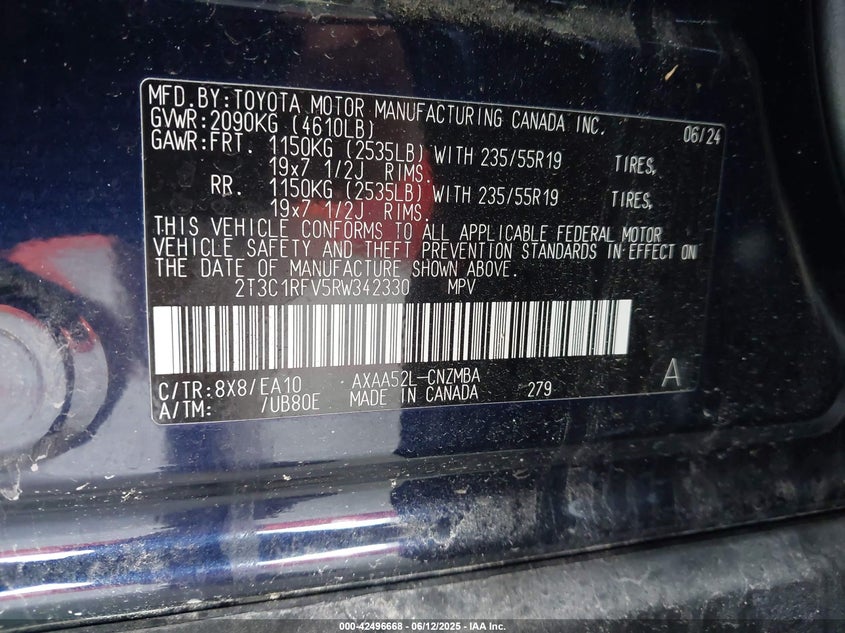 MFD.BY:TOYOTA MOTOR MANUFACTURING CANADA INC. 06/24
GVWR:2090KG (4610LB)
GAWR:FRT. 1150KG (2535LB) WITH 235/55R19 TIRES,
19x7 1/2J RIMS.
RR. 1150KG (2535LB) WITH 235/55R19 TIRES,
19x7 1/2J RIMS.
THIS VEHICLE CONFORMS TO ALL APPLICABLE FEDERAL MOTOR
VEHICLE SAFETY AND THEFT PREVENTION STANDARDS IN EFFECT ON
THE DATE OF MANUFACTURE SHOWN ABOVE.
2T3C1RFV5RW342330 MPV
C/TR:8X8/EA10 AXAA52L-CNZMBA A
A/TM: /UB80E MADE IN CANADA 279
000-42496668 - 06/12/2025 - IAA Inc.